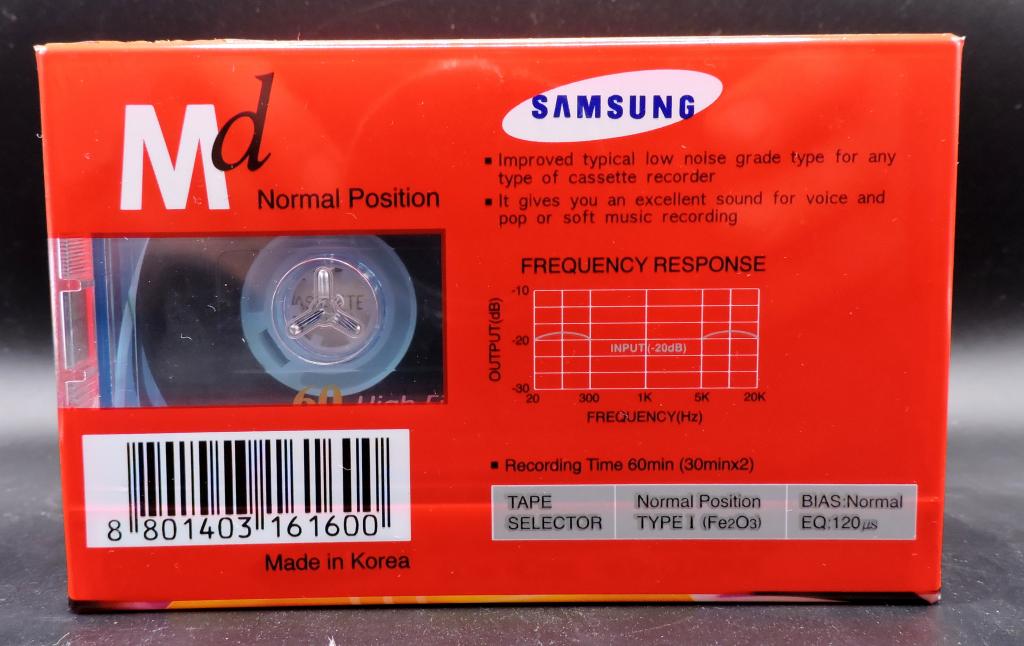 Md
Normal Position
60 High
8 801403 161600
Made in Korea
SAMSUNG
▪ Improved typical low noise grade type for any
type of cassette recorder
▪ It gives you an excellent sound for voice and
pop or soft music recording
FREQUENCY RESPONSE
OUTPUT(dB)
-10
-20
-30
INPUT(-20dB)
20 300 1K 5K 20K
FREQUENCY(Hz)
▪ Recording Time 60min (30minx2)
TAPE SELECTOR
Normal Position
TYPE I (Fe2O3)
BIAS:Normal
EQ:120μs